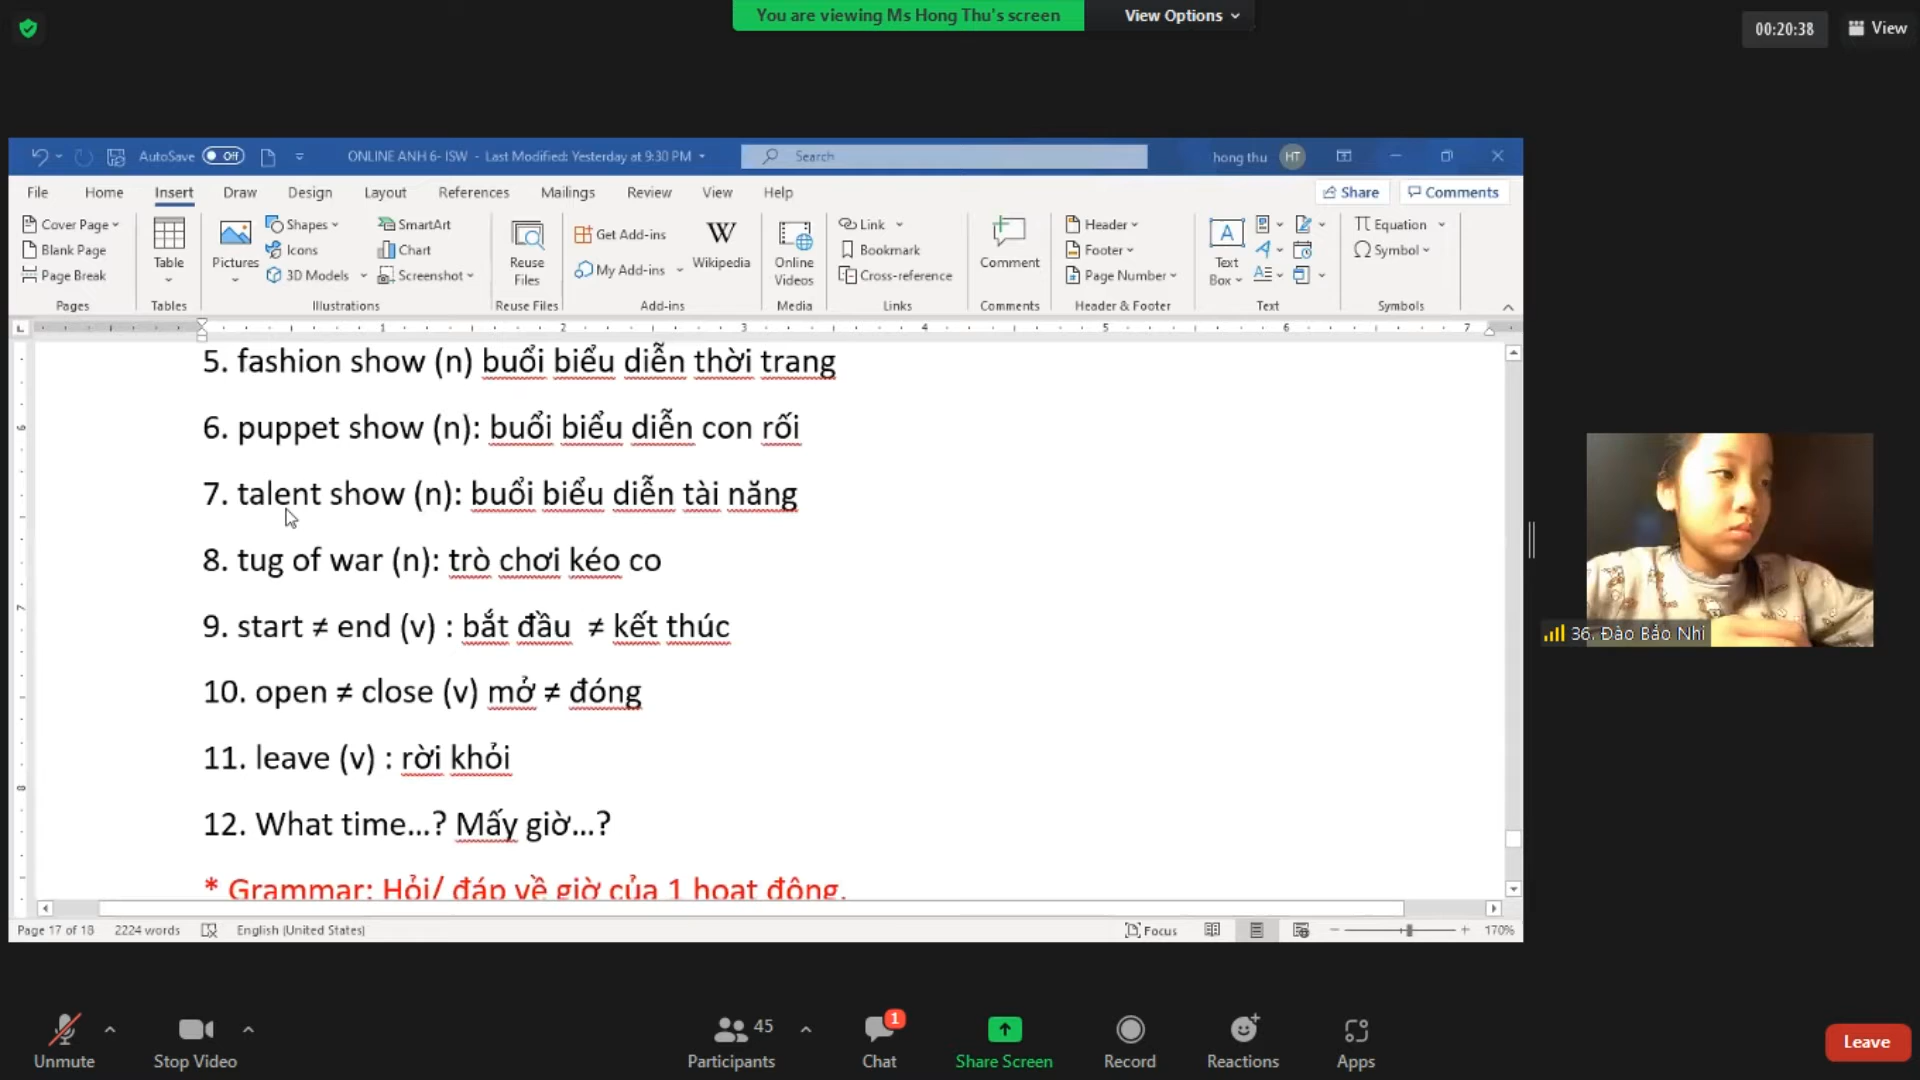 You are viewing Ms Hong Thu's screen View Options
00:20:38 View
AutoSave Off ONLINE ANH 6- ISW - Last Modified: Yesterday at 9:30 PM Search hong thu HT
File Home Insert Draw Design Layout References Mailings Review View Help Share Comments
Cover Page Blank Page Page Break Pages
Table Tables
Pictures Shapes Icons 3D Models SmartArt Chart Screenshot Illustrations
Reuse Files Reuse Files
Get Add-ins My Add-ins Wikipedia Add-ins
Online Videos Media
Link Bookmark Cross-reference Links
Comment Comments
Header Footer Page Number Header & Footer
Text Box Text
Equation Symbol Symbols
1 2 3 4 5 6 7
5. fashion show (n) buổi biểu diễn thời trang
6. puppet show (n): buổi biểu diễn con rối
7. talent show (n): buổi biểu diễn tài năng
8. tug of war (n): trò chơi kéo co
9. start ≠ end (v) : bắt đầu ≠ kết thúc
10. open ≠ close (v) mở ≠ đóng
11. leave (v) : rời khỏi
12. What time...? Mấy giờ...?
* Grammar: Hỏi/ đáp về giờ của 1 hoạt động.
36. Đào Bảo Nhi
Page 17 of 18 2224 words English (United States) Focus 170%
Unmute Stop Video Participants 45 Chat 1 Share Screen Record Reactions Apps Leave